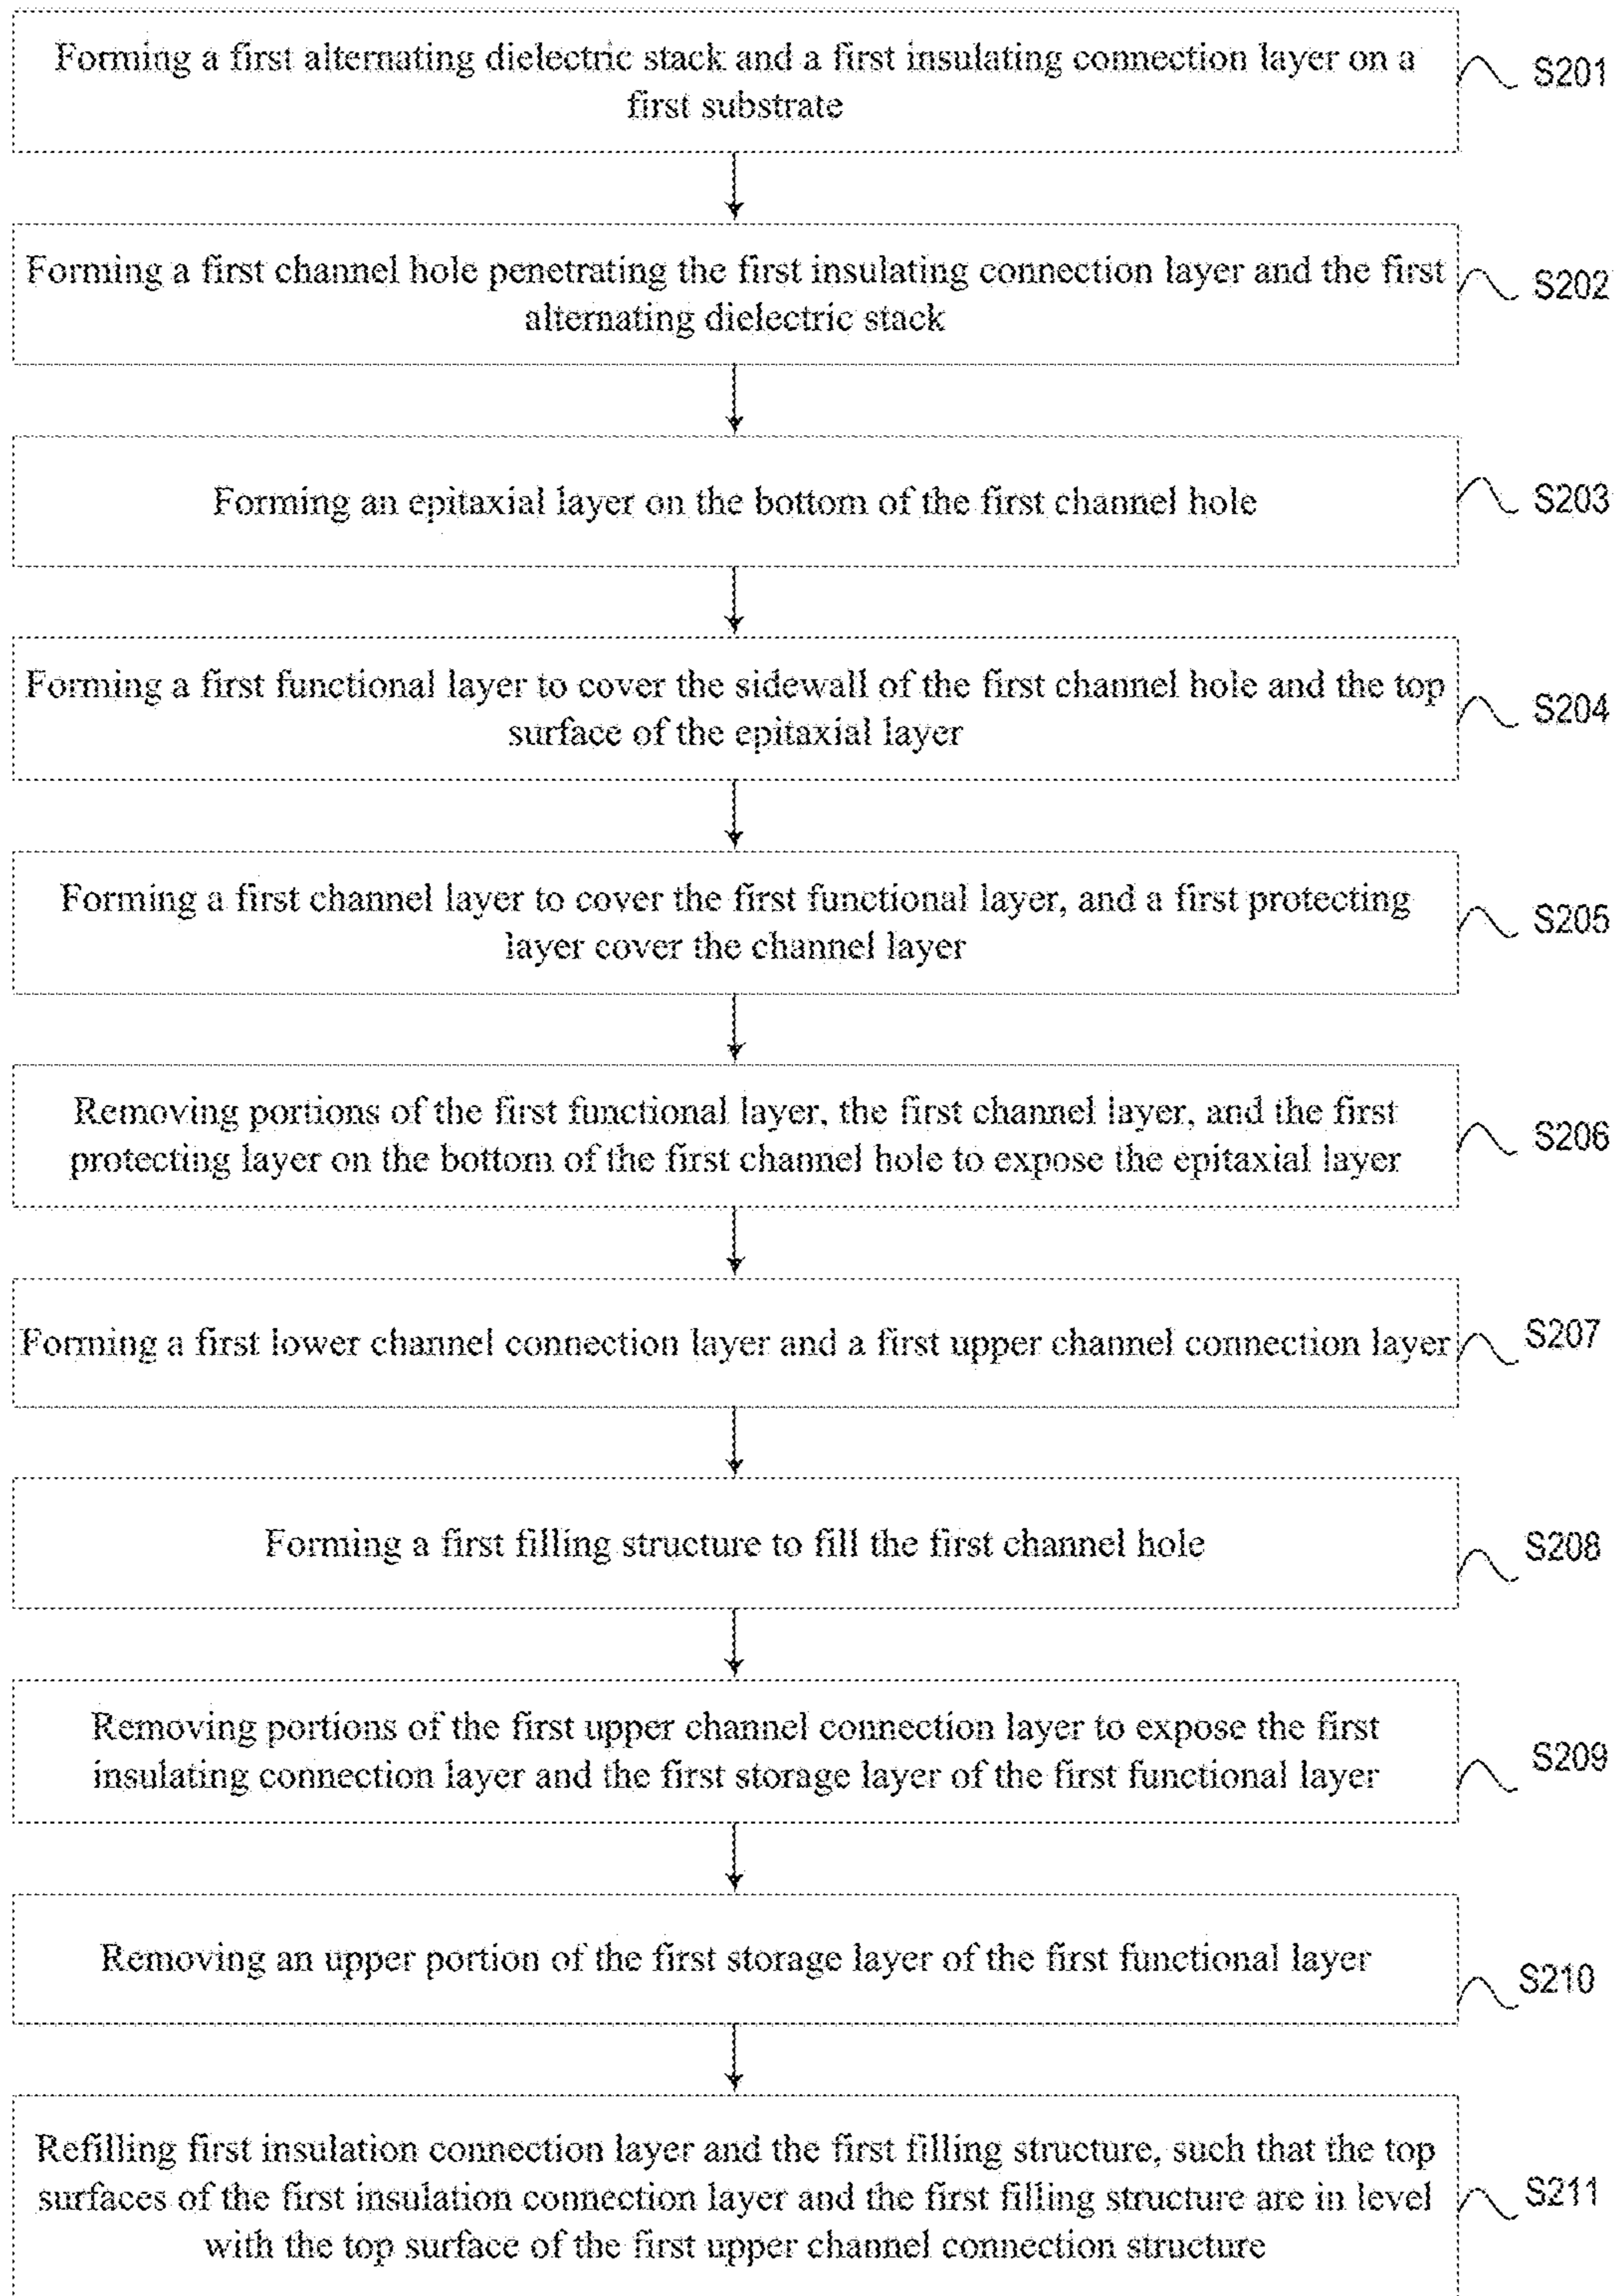 Forming a first alternating dielectric stack and a first insulating connection layer on a
first substrate
S201
Forming a first channel hole penetrating the first insulating connection layer and the first
alternating dielectric stack
S202
Forming an epitaxial layer on the bottom of the first channel hole
S203
Forming a first functional layer to cover the sidewall of the first channel hole and the top
surface of the epitaxial layer
S204
Forming a first channel layer to cover the first functional layer, and a first protecting
layer cover the channel layer
S205
Removing portions of the first functional layer, the first channel layer, and the first
protecting layer on the bottom of the first channel hole to expose the epitaxial layer
S206
Forming a first lower channel connection layer and a first upper channel connection layer
S207
Forming a first filling structure to fill the first channel hole
S208
Removing portions of the first upper channel connection layer to expose the first
insulating connection layer and the first storage layer of the first functional layer
S209
Removing an upper portion of the first storage layer of the first functional layer
S210
Refilling first insulation connection layer and the first filling structure, such that the top
surfaces of the first insulation connection layer and the first filling structure are in level
with the top surface of the first upper channel connection structure
S211